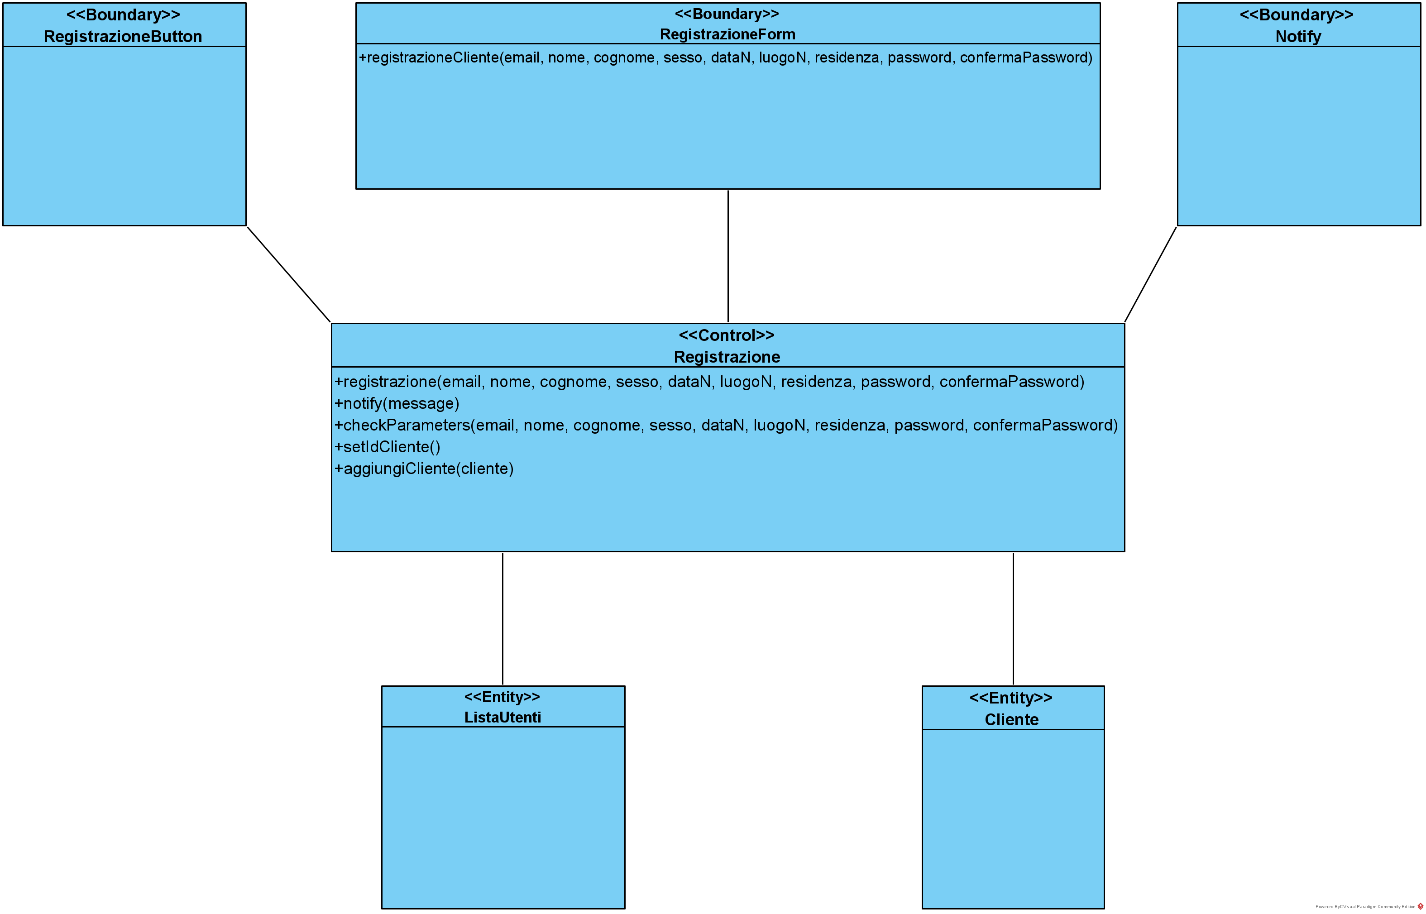 <<Boundary>>
RegistrazioneButton
<<Boundary>>
RegistrazioneForm
+registrazioneCliente(email, nome, cognome, sesso, dataN, luogoN, residenza, password, confermaPassword)
<<Boundary>>
Notify
<<Control>>
Registrazione
+registrazione(email, nome, cognome, sesso, dataN, luogoN, residenza, password, confermaPassword)
+notify(message)
+checkParameters(email, nome, cognome, sesso, dataN, luogoN, residenza, password, confermaPassword)
+setIdCliente()
+aggiungiCliente(cliente)
<<Entity>>
ListaUtenti
<<Entity>>
Cliente